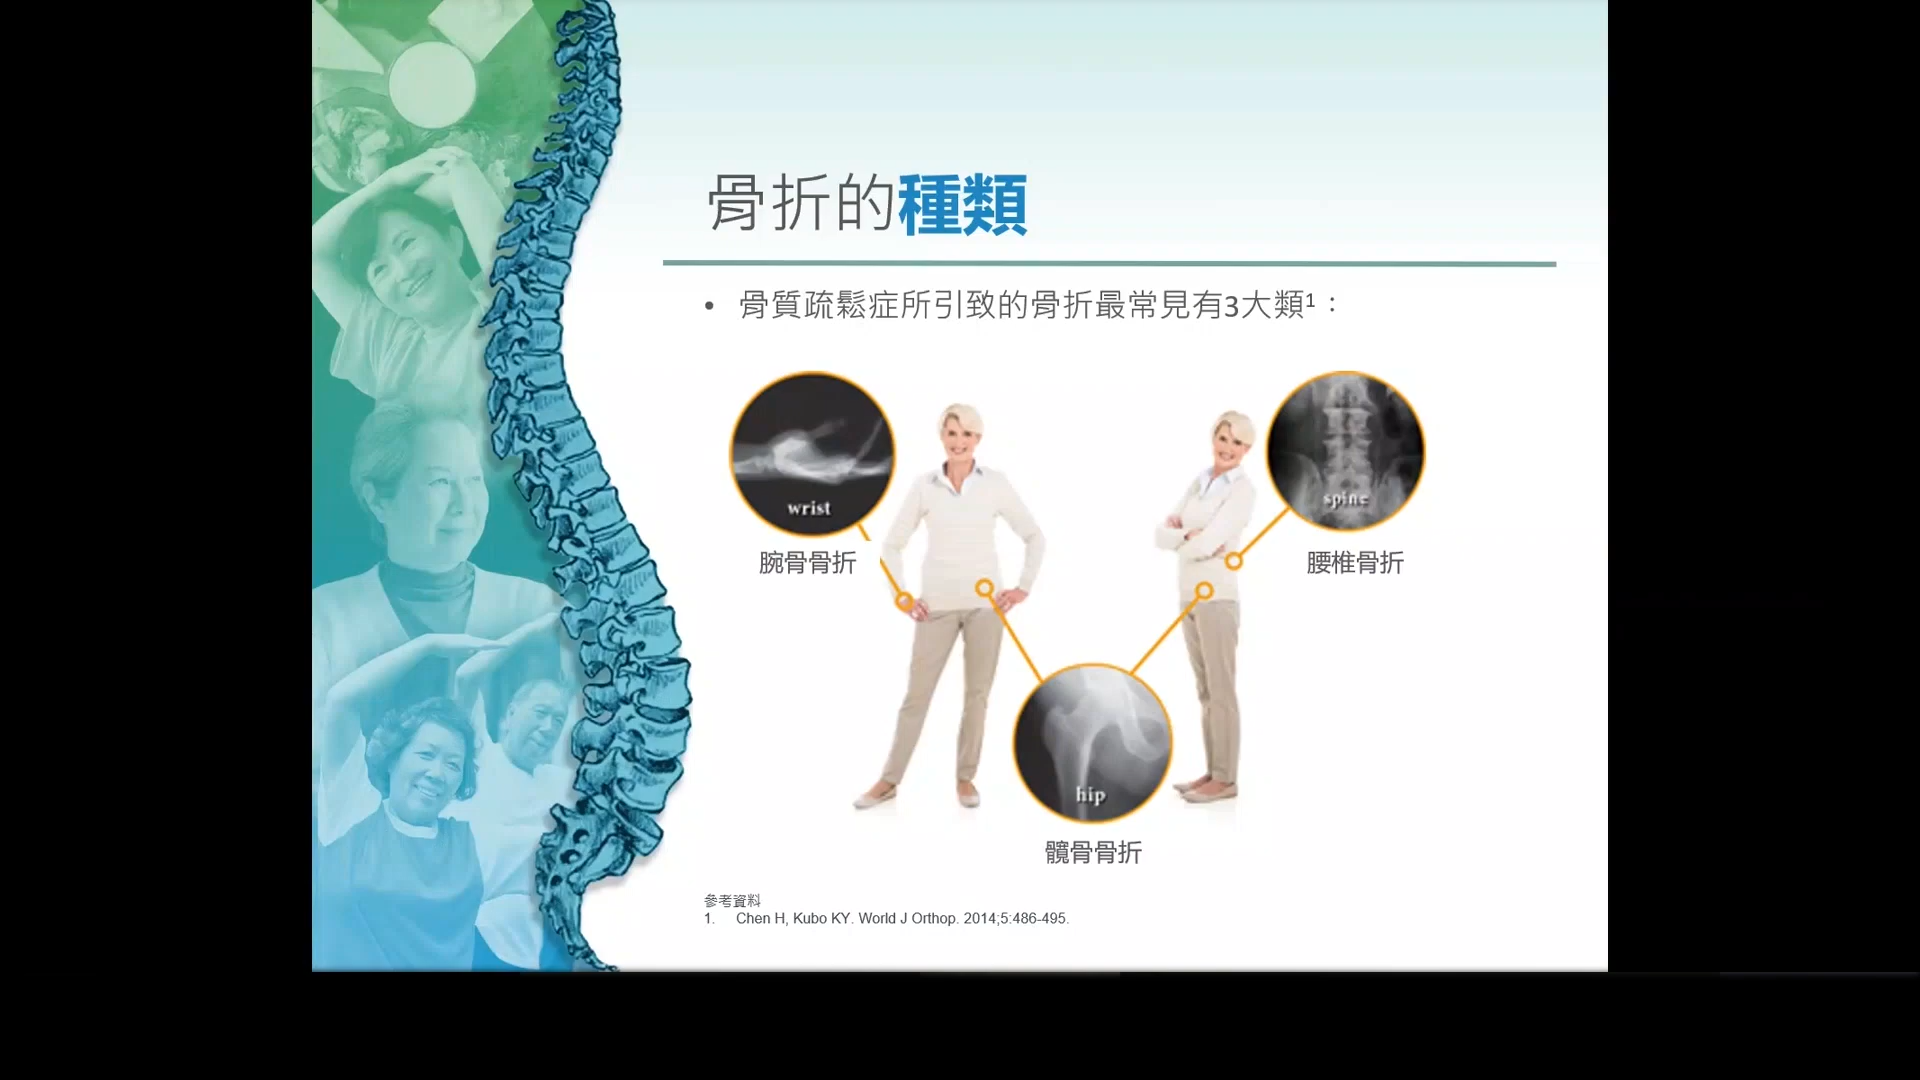 骨折的種類
• 骨質疏鬆症所引致的骨折最常見有3大類¹：
wrist
spine
腕骨骨折
腰椎骨折
hip
髖骨骨折
參考資料
1. Chen H, Kubo KY. World J Orthop. 2014;5:486-495.